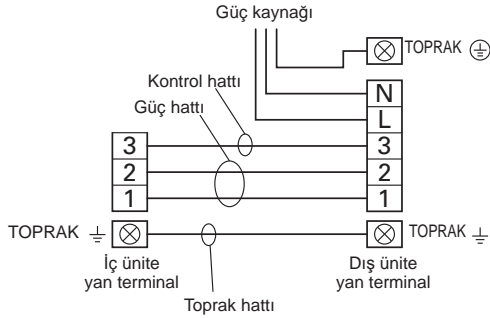 Güç kaynağı
TOPRAK
Kontrol hattı
Güç hattı
N
L
3
3
2
2
1
1
TOPRAK
TOPRAK
İç ünite
yan terminal
Dış ünite
yan terminal
Toprak hattı